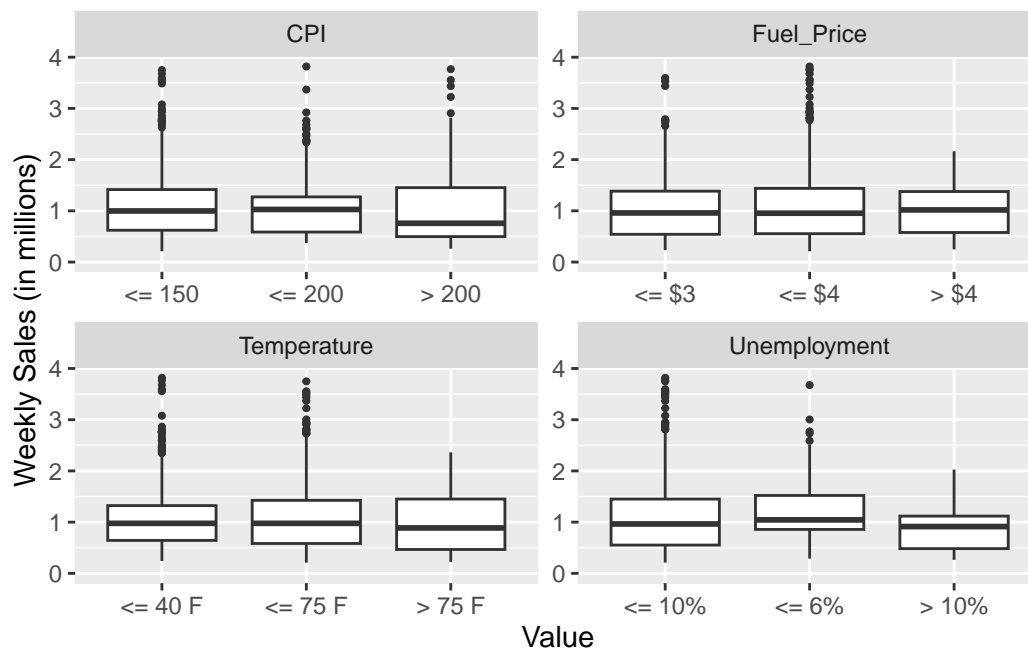 CPI
Fuel_Price
4
3
2
1
0
4
3
2
1
0
<= 150 <= 200 > 200
<= $3 <= $4 > $4
Temperature
Unemployment
4
3
2
1
0
4
3
2
1
0
<= 40 F <= 75 F > 75 F
<= 10% <= 6% > 10%
Weekly Sales (in millions)
Value